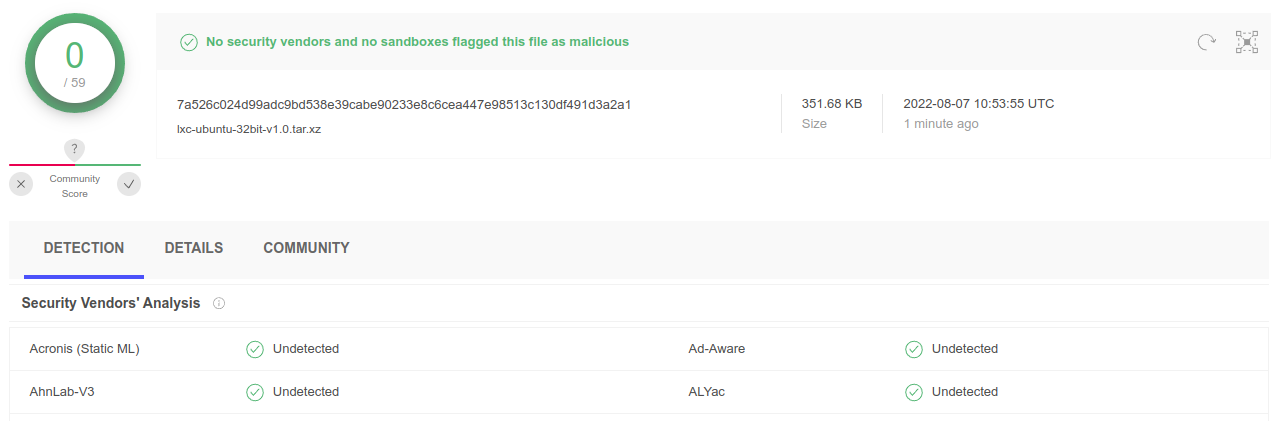 0
/ 59
?
Community
Score
No security vendors and no sandboxes flagged this file as malicious
7a526c024d99adc9bd538e39cabe90233e8c6cea447e98513c130df491d3a2a1
lxc-ubuntu-32bit-v1.0.tar.xz
351.68 KB
Size
2022-08-07 10:53:55 UTC
1 minute ago
DETECTION DETAILS COMMUNITY
Security Vendors' Analysis
Acronis (Static ML) Undetected Ad-Aware Undetected
AhnLab-V3 Undetected ALYac Undetected